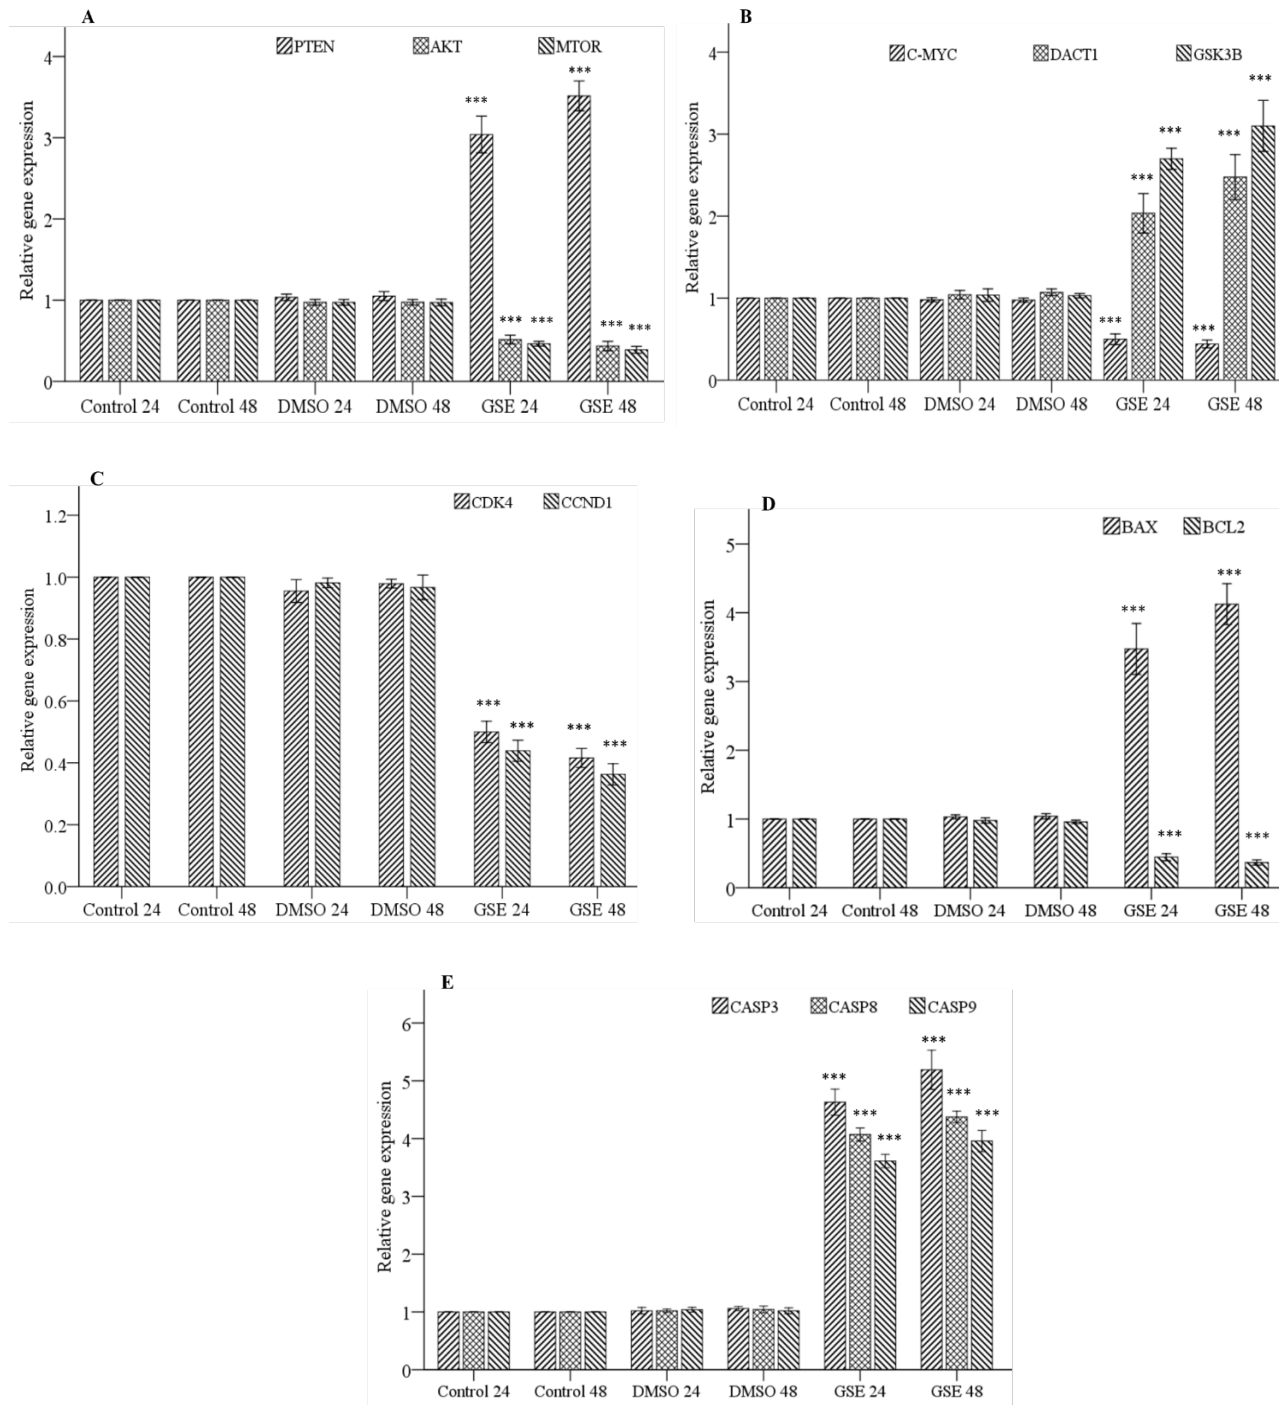 A
PTEN AKT MTOR
Relative gene expression
4
3
2
1
0
*** *** *** *** *** ***
Control 24 Control 48 DMSO 24 DMSO 48 GSE 24 GSE 48
B
C-MYC DACT1 GSK3B
Relative gene expression
4
3
2
1
0
*** *** *** *** *** ***
Control 24 Control 48 DMSO 24 DMSO 48 GSE 24 GSE 48
C
CDK4 CCND1
Relative gene expression
1.2
1.0
0.8
0.6
0.4
0.2
0.0
*** *** *** ***
Control 24 Control 48 DMSO 24 DMSO 48 GSE 24 GSE 48
D
BAX BCL2
Relative gene expression
5
4
3
2
1
0
*** *** *** ***
Control 24 Control 48 DMSO 24 DMSO 48 GSE 24 GSE 48
E
CASP3 CASP8 CASP9
Relative gene expression
6
5
4
3
2
1
0
*** *** *** *** *** ***
Control 24 Control 48 DMSO 24 DMSO 48 GSE 24 GSE 48